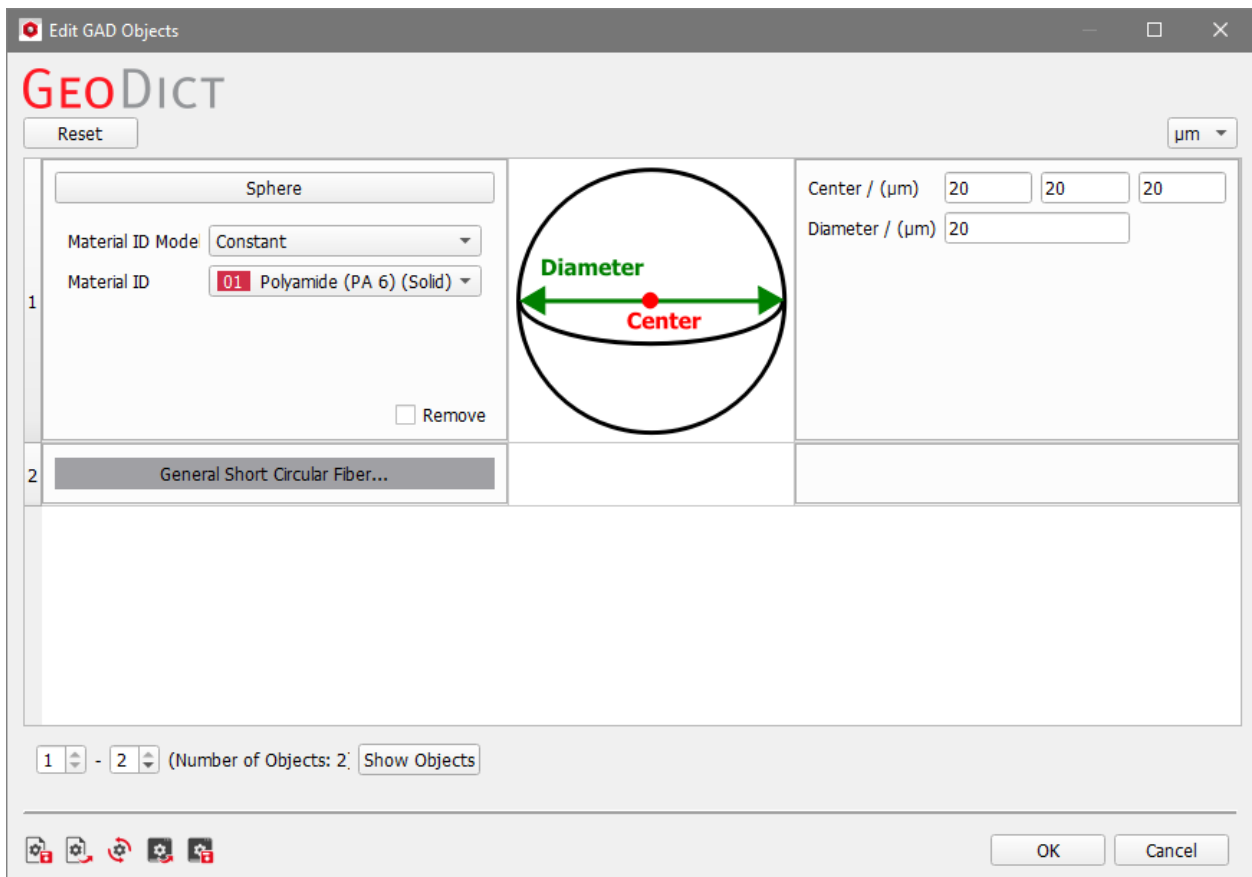 Edit GAD Objects
GEODICT
Reset
µm
1
Sphere
Material ID Mode
Constant
Material ID
01 Polyamide (PA 6) (Solid)
Remove
Diameter
Center
Center / (µm) 20 20 20
Diameter / (µm) 20
2
General Short Circular Fiber...
1 - 2 (Number of Objects: 2) Show Objects
OK Cancel